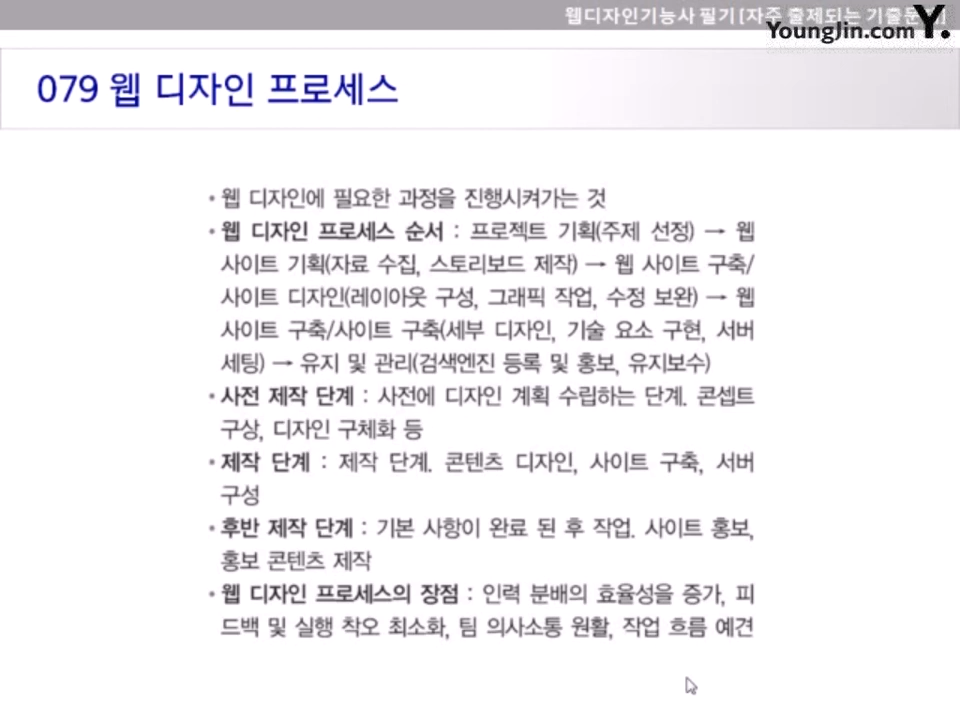 웹디자인기능사 필기 [자주 출제되는 기출문제]
YoungJin.com Y.
079 웹 디자인 프로세스
• 웹 디자인에 필요한 과정을 진행시켜가는 것
• 웹 디자인 프로세스 순서 : 프로젝트 기획(주제 선정) → 웹
사이트 기획(자료 수집, 스토리보드 제작) → 웹 사이트 구축/
사이트 디자인(레이아웃 구성, 그래픽 작업, 수정 보완) → 웹
사이트 구축/사이트 구축(세부 디자인, 기술 요소 구현, 서버
세팅) → 유지 및 관리(검색엔진 등록 및 홍보, 유지보수)
• 사전 제작 단계 : 사전에 디자인 계획 수립하는 단계. 콘셉트
구상, 디자인 구체화 등
• 제작 단계 : 제작 단계. 콘텐츠 디자인, 사이트 구축, 서버
구성
• 후반 제작 단계 : 기본 사항이 완료 된 후 작업. 사이트 홍보,
홍보 콘텐츠 제작
• 웹 디자인 프로세스의 장점 : 인력 분배의 효율성을 증가, 피
드백 및 실행 착오 최소화, 팀 의사소통 원활, 작업 흐름 예견